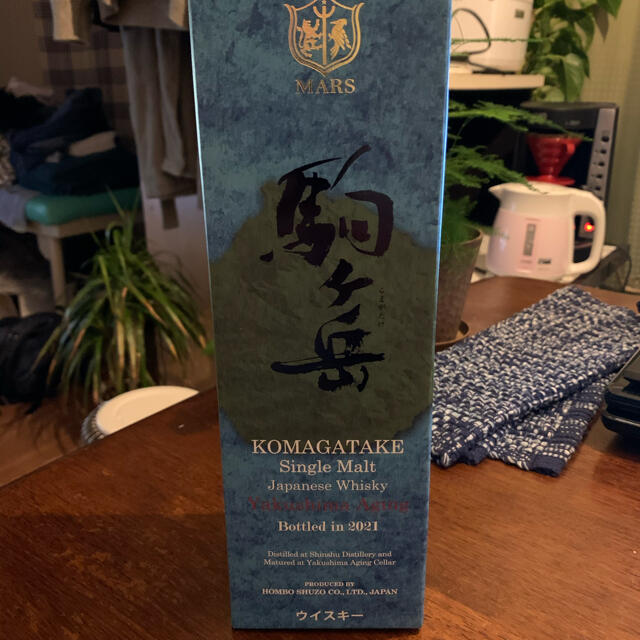 MARS
駒ヶ岳
こまがたけ
KOMAGATAKE
Single Malt
Japanese Whisky
Yakushima Aging
Bottled in 2021
Distilled at Shinshu Distillery and
Matured at Yakushima Aging Cellar
PRODUCED BY
HOMBO SHUZO CO., LTD., JAPAN
ウイスキー